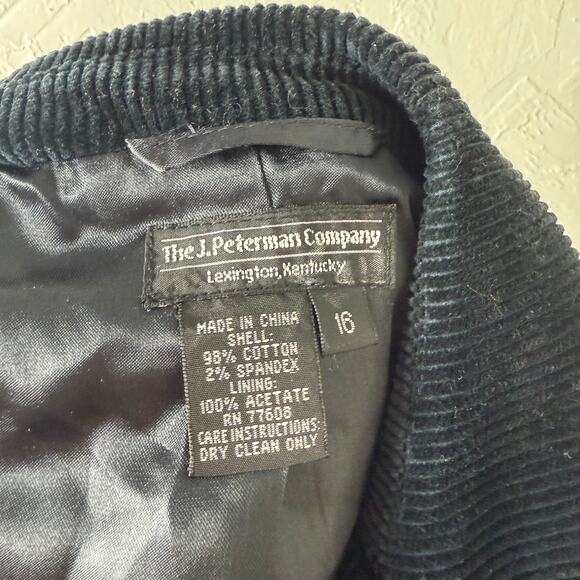 The J. Peterman Company
Lexington, Kentucky
16
MADE IN CHINA
SHELL:
98% COTTON
2% SPANDEX
LINING:
100% ACETATE
RN 77608
CARE INSTRUCTIONS:
DRY CLEAN ONLY